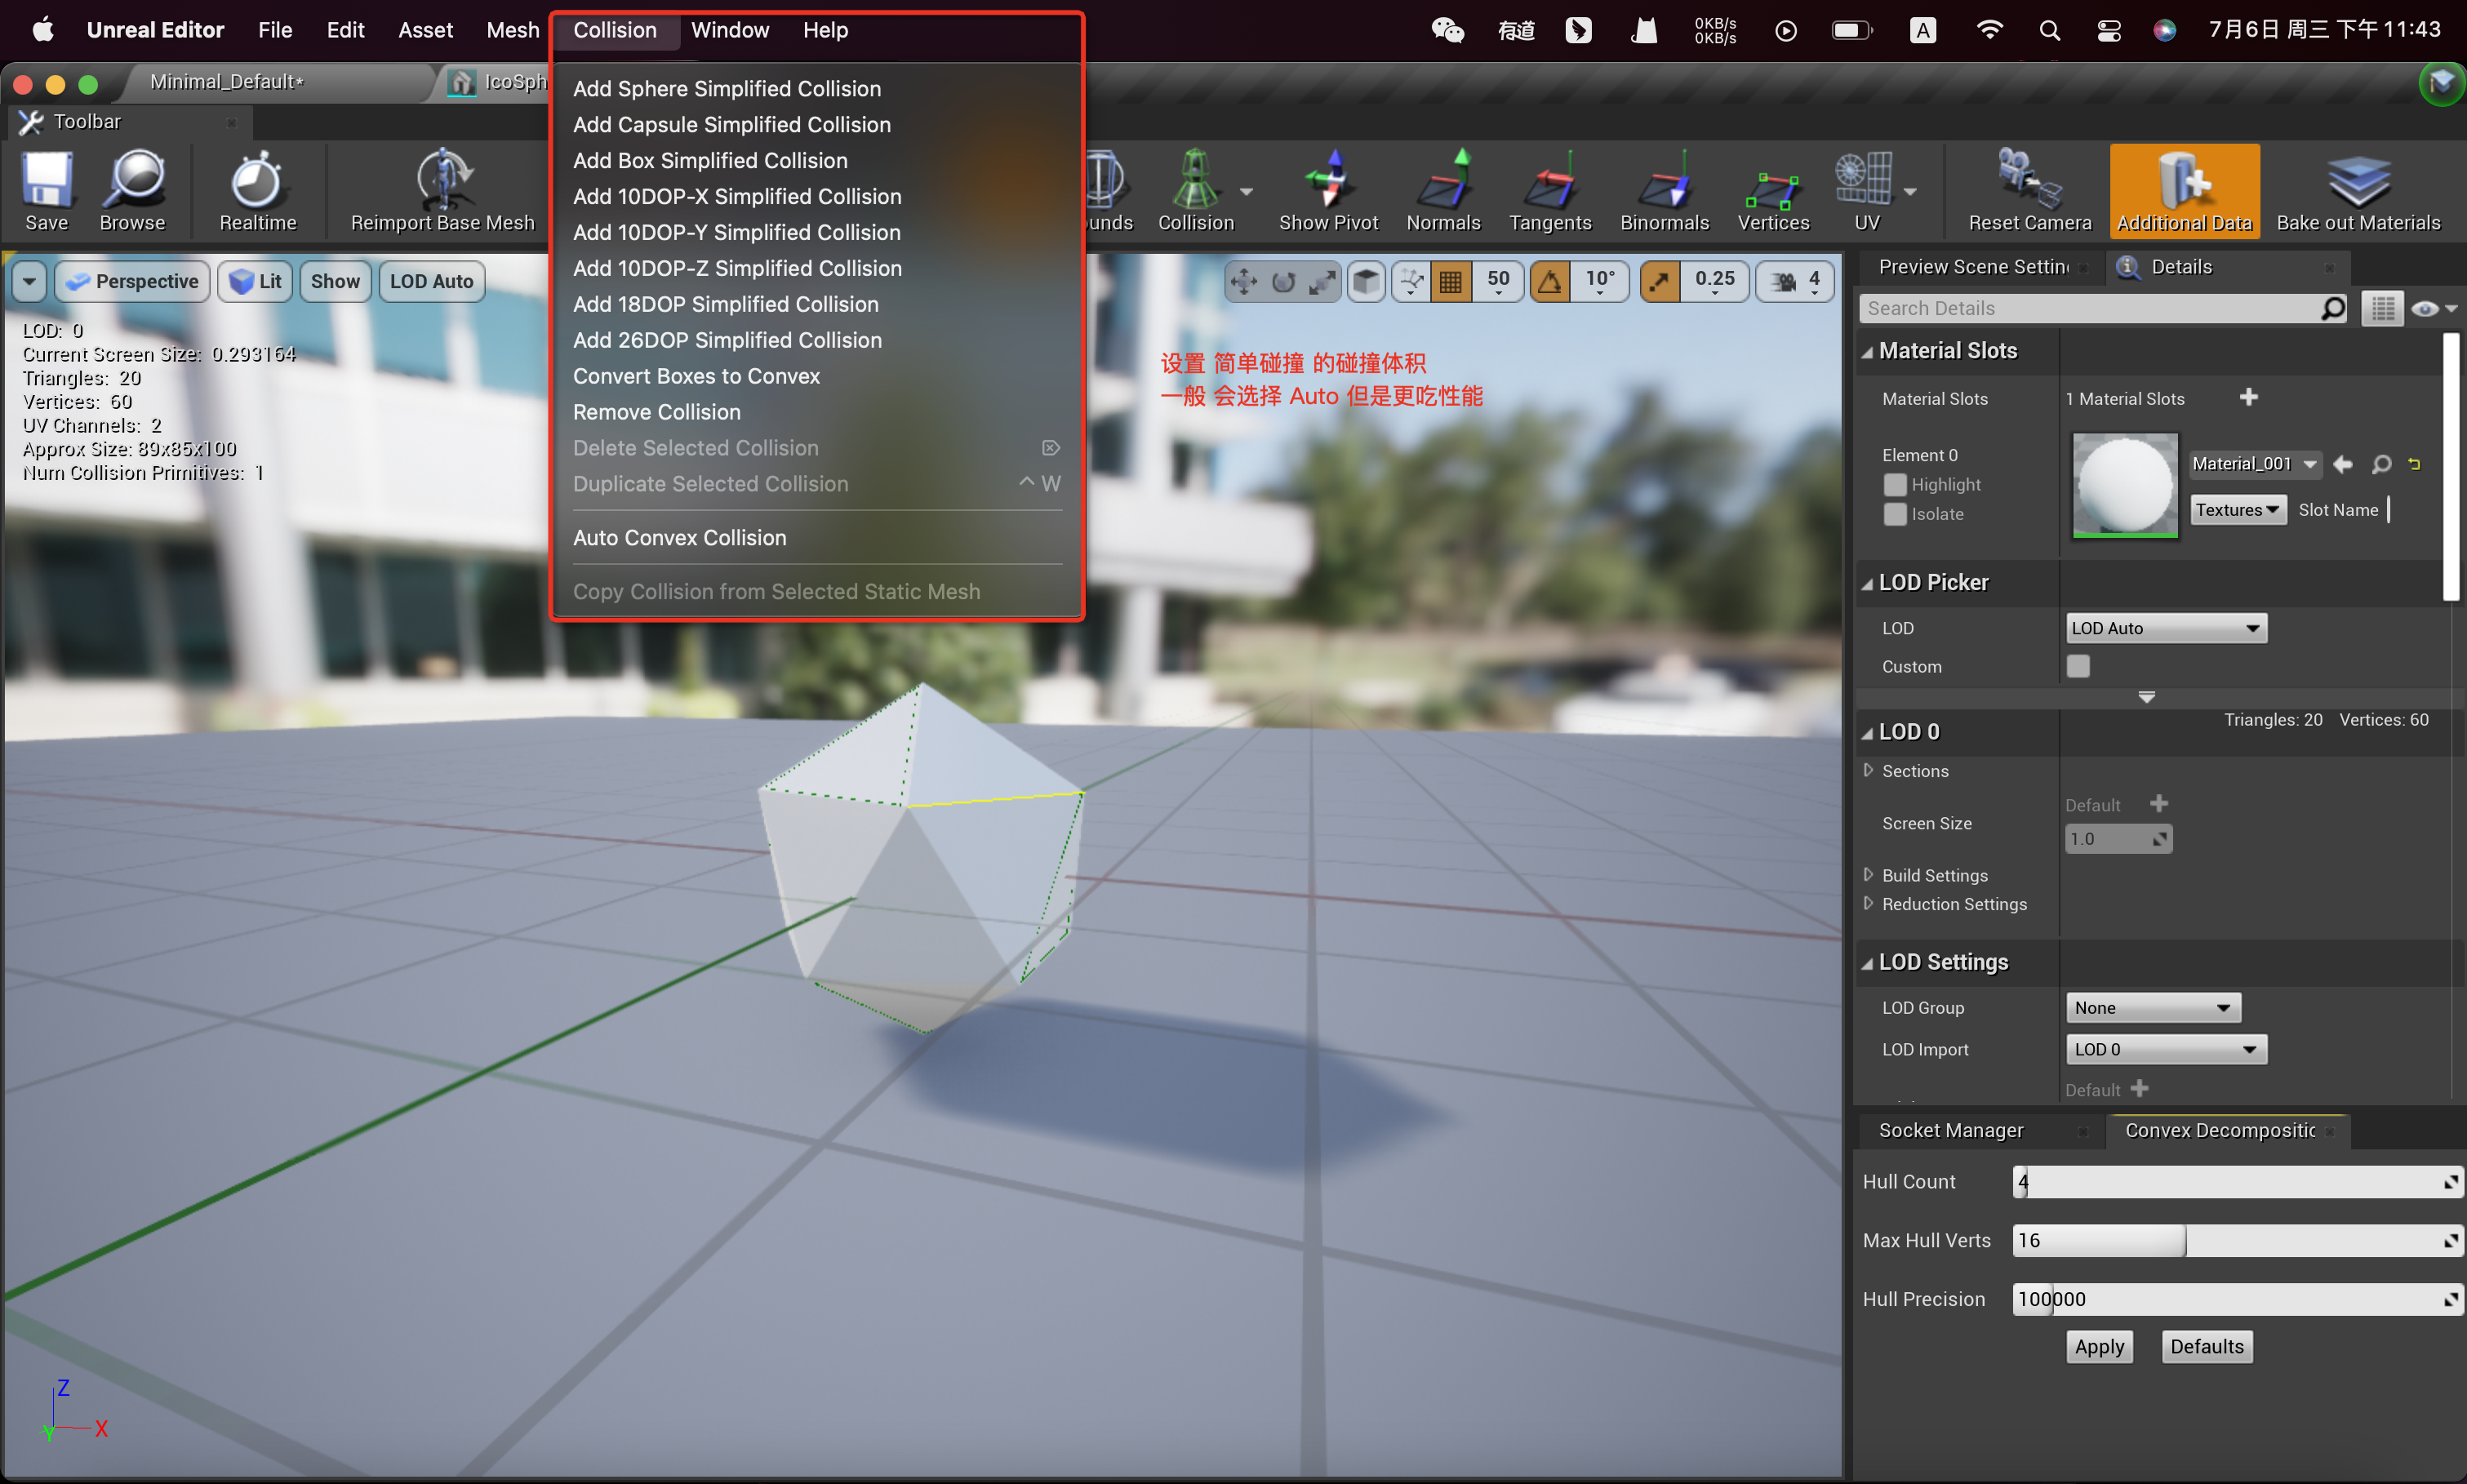 Unreal Editor File Edit Asset Mesh Collision Window Help
有道
0KB/s
0KB/s
A
7月6日 周三 下午 11:43
Minimal_Default*
IcoSph
Toolbar
Save
Browse
Realtime
Reimport Base Mesh
unds
Collision
Show Pivot
Normals
Tangents
Binormals
Vertices
UV
Reset Camera
Additional Data
Bake out Materials
Add Sphere Simplified Collision
Add Capsule Simplified Collision
Add Box Simplified Collision
Add 10DOP-X Simplified Collision
Add 10DOP-Y Simplified Collision
Add 10DOP-Z Simplified Collision
Add 18DOP Simplified Collision
Add 26DOP Simplified Collision
Convert Boxes to Convex
Remove Collision
Delete Selected Collision
Duplicate Selected Collision ^ W
Auto Convex Collision
Copy Collision from Selected Static Mesh
Perspective
Lit
Show
LOD Auto
50
10°
0.25
4
LOD: 0
Current Screen Size: 0.293164
Triangles: 20
Vertices: 60
UV Channels: 2
Approx Size: 89x85x100
Num Collision Primitives: 1
设置 简单碰撞 的碰撞体积
一般 会选择 Auto 但是更吃性能
Z
X
Y
Preview Scene Settin
Details
Search Details
Material Slots
Material Slots
1 Material Slots
Element 0
Highlight
Isolate
Material_001
Textures
Slot Name
LOD Picker
LOD
LOD Auto
Custom
LOD 0
Triangles: 20 Vertices: 60
Sections
Screen Size
Default
1.0
Build Settings
Reduction Settings
LOD Settings
LOD Group
None
LOD Import
LOD 0
Default
Socket Manager
Convex Decompositic
Hull Count
4
Max Hull Verts
16
Hull Precision
100000
Apply
Defaults